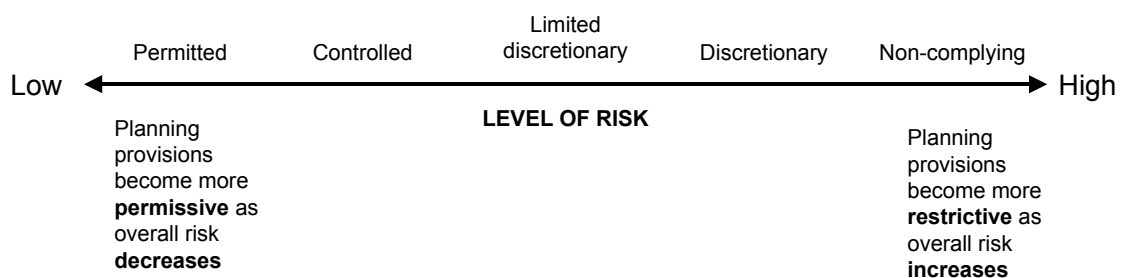 Permitted
Controlled
Limited
discretionary
Discretionary
Non-complying
Low
High
LEVEL OF RISK
Planning
provisions
become more
permissive as
overall risk
decreases
Planning
provisions
become more
restrictive as
overall risk
increases